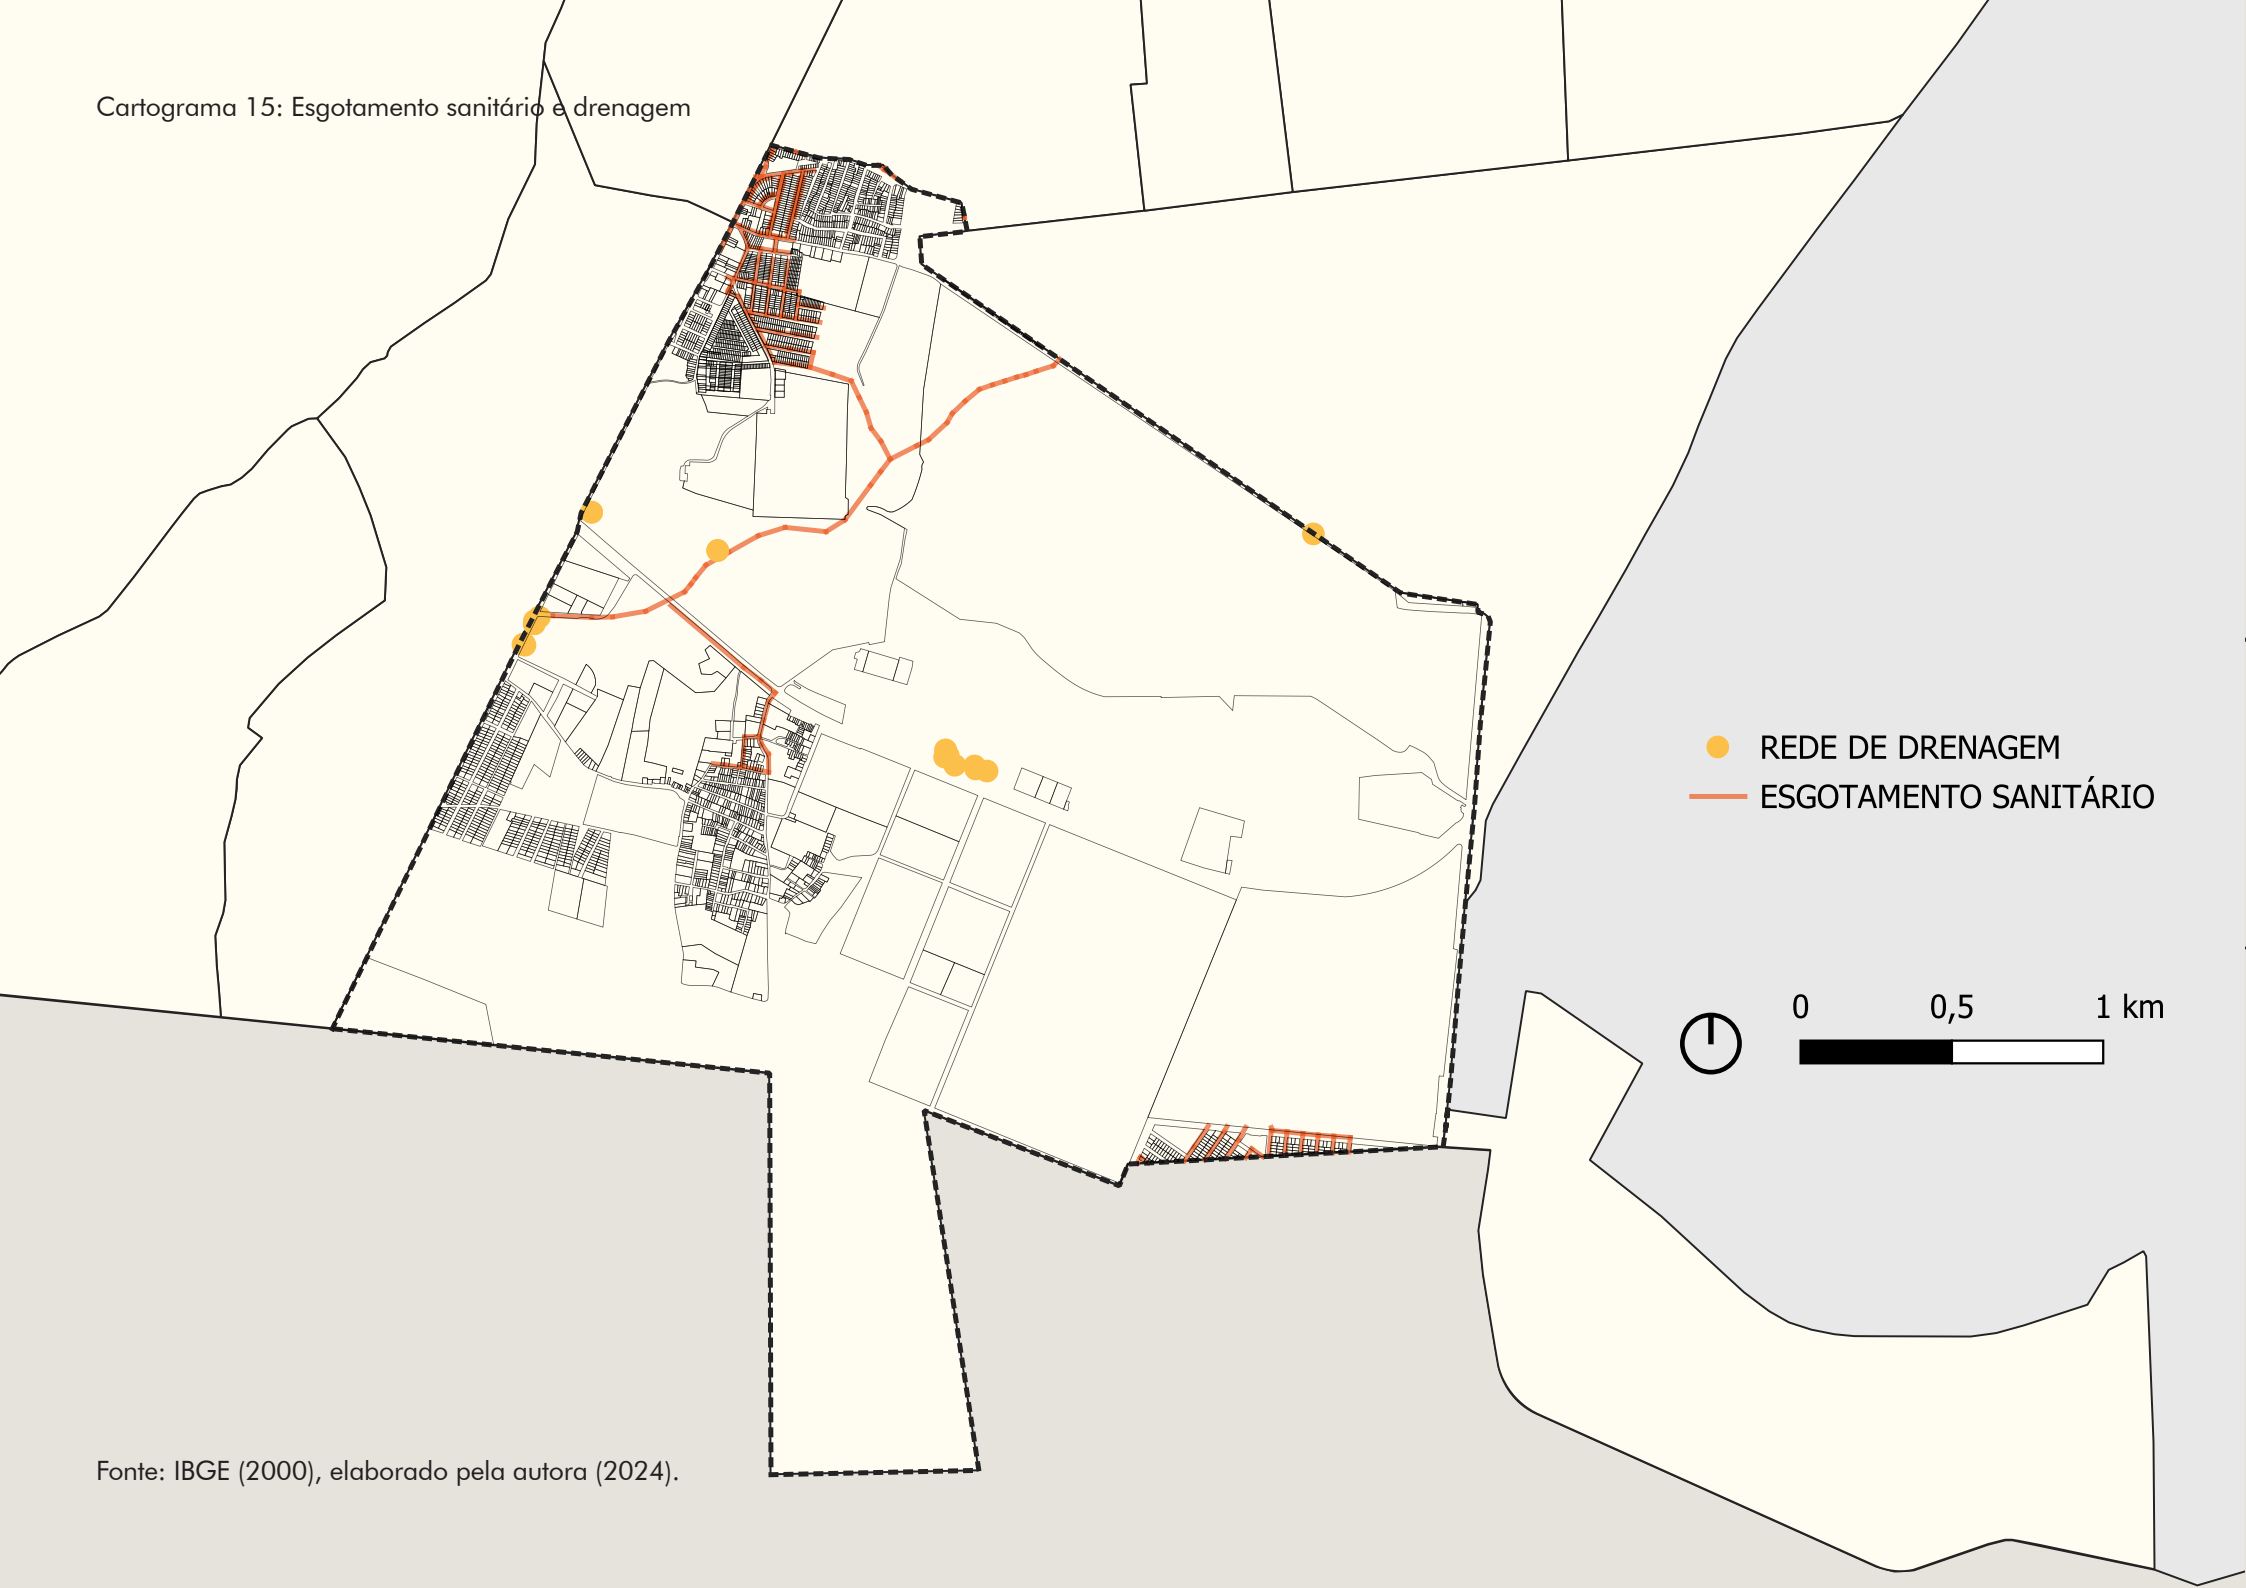 Cartograma 15: Esgotamento sanitário e drenagem
REDE DE DRENAGEM
ESGOTAMENTO SANITÁRIO
0 0,5 1 km
Fonte: IBGE (2000), elaborado pela autora (2024).